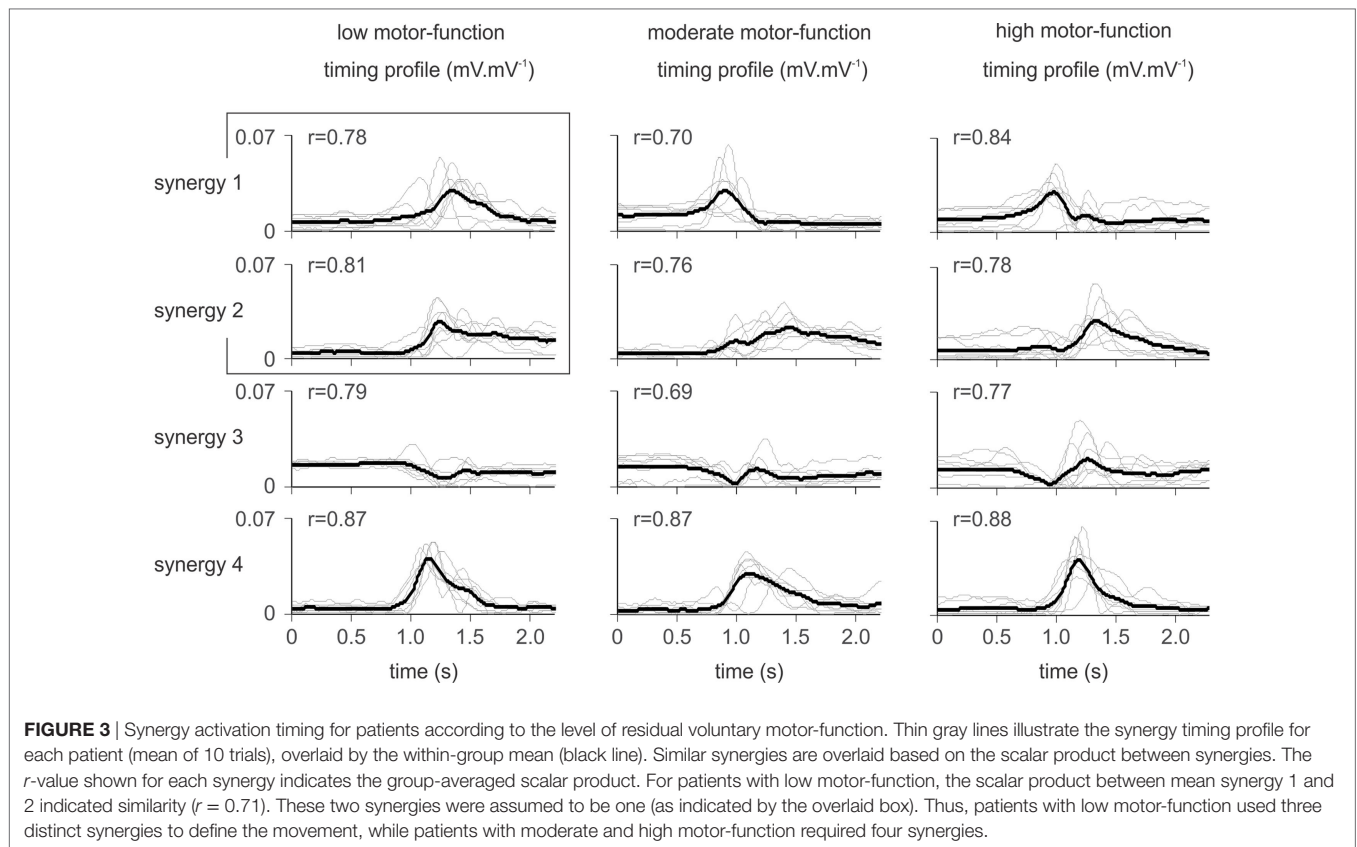 low motor-function
moderate motor-function
high motor-function
timing profile (mV.mV⁻¹)
timing profile (mV.mV⁻¹)
timing profile (mV.mV⁻¹)
synergy 1
0.07
0
r=0.78
r=0.70
r=0.84
synergy 2
0.07
0
r=0.81
r=0.76
r=0.78
synergy 3
0.07
0
r=0.79
r=0.69
r=0.77
synergy 4
0.07
0
r=0.87
r=0.87
r=0.88
0 0.5 1.0 1.5 2.0
0 0.5 1.0 1.5 2.0
0 0.5 1.0 1.5 2.0
time (s)
time (s)
time (s)
FIGURE 3 | Synergy activation timing for patients according to the level of residual voluntary motor-function. Thin gray lines illustrate the synergy timing profile for
each patient (mean of 10 trials), overlaid by the within-group mean (black line). Similar synergies are overlaid based on the scalar product between synergies. The
r-value shown for each synergy indicates the group-averaged scalar product. For patients with low motor-function, the scalar product between mean synergy 1 and
2 indicated similarity (r = 0.71). These two synergies were assumed to be one (as indicated by the overlaid box). Thus, patients with low motor-function used three
distinct synergies to define the movement, while patients with moderate and high motor-function required four synergies.